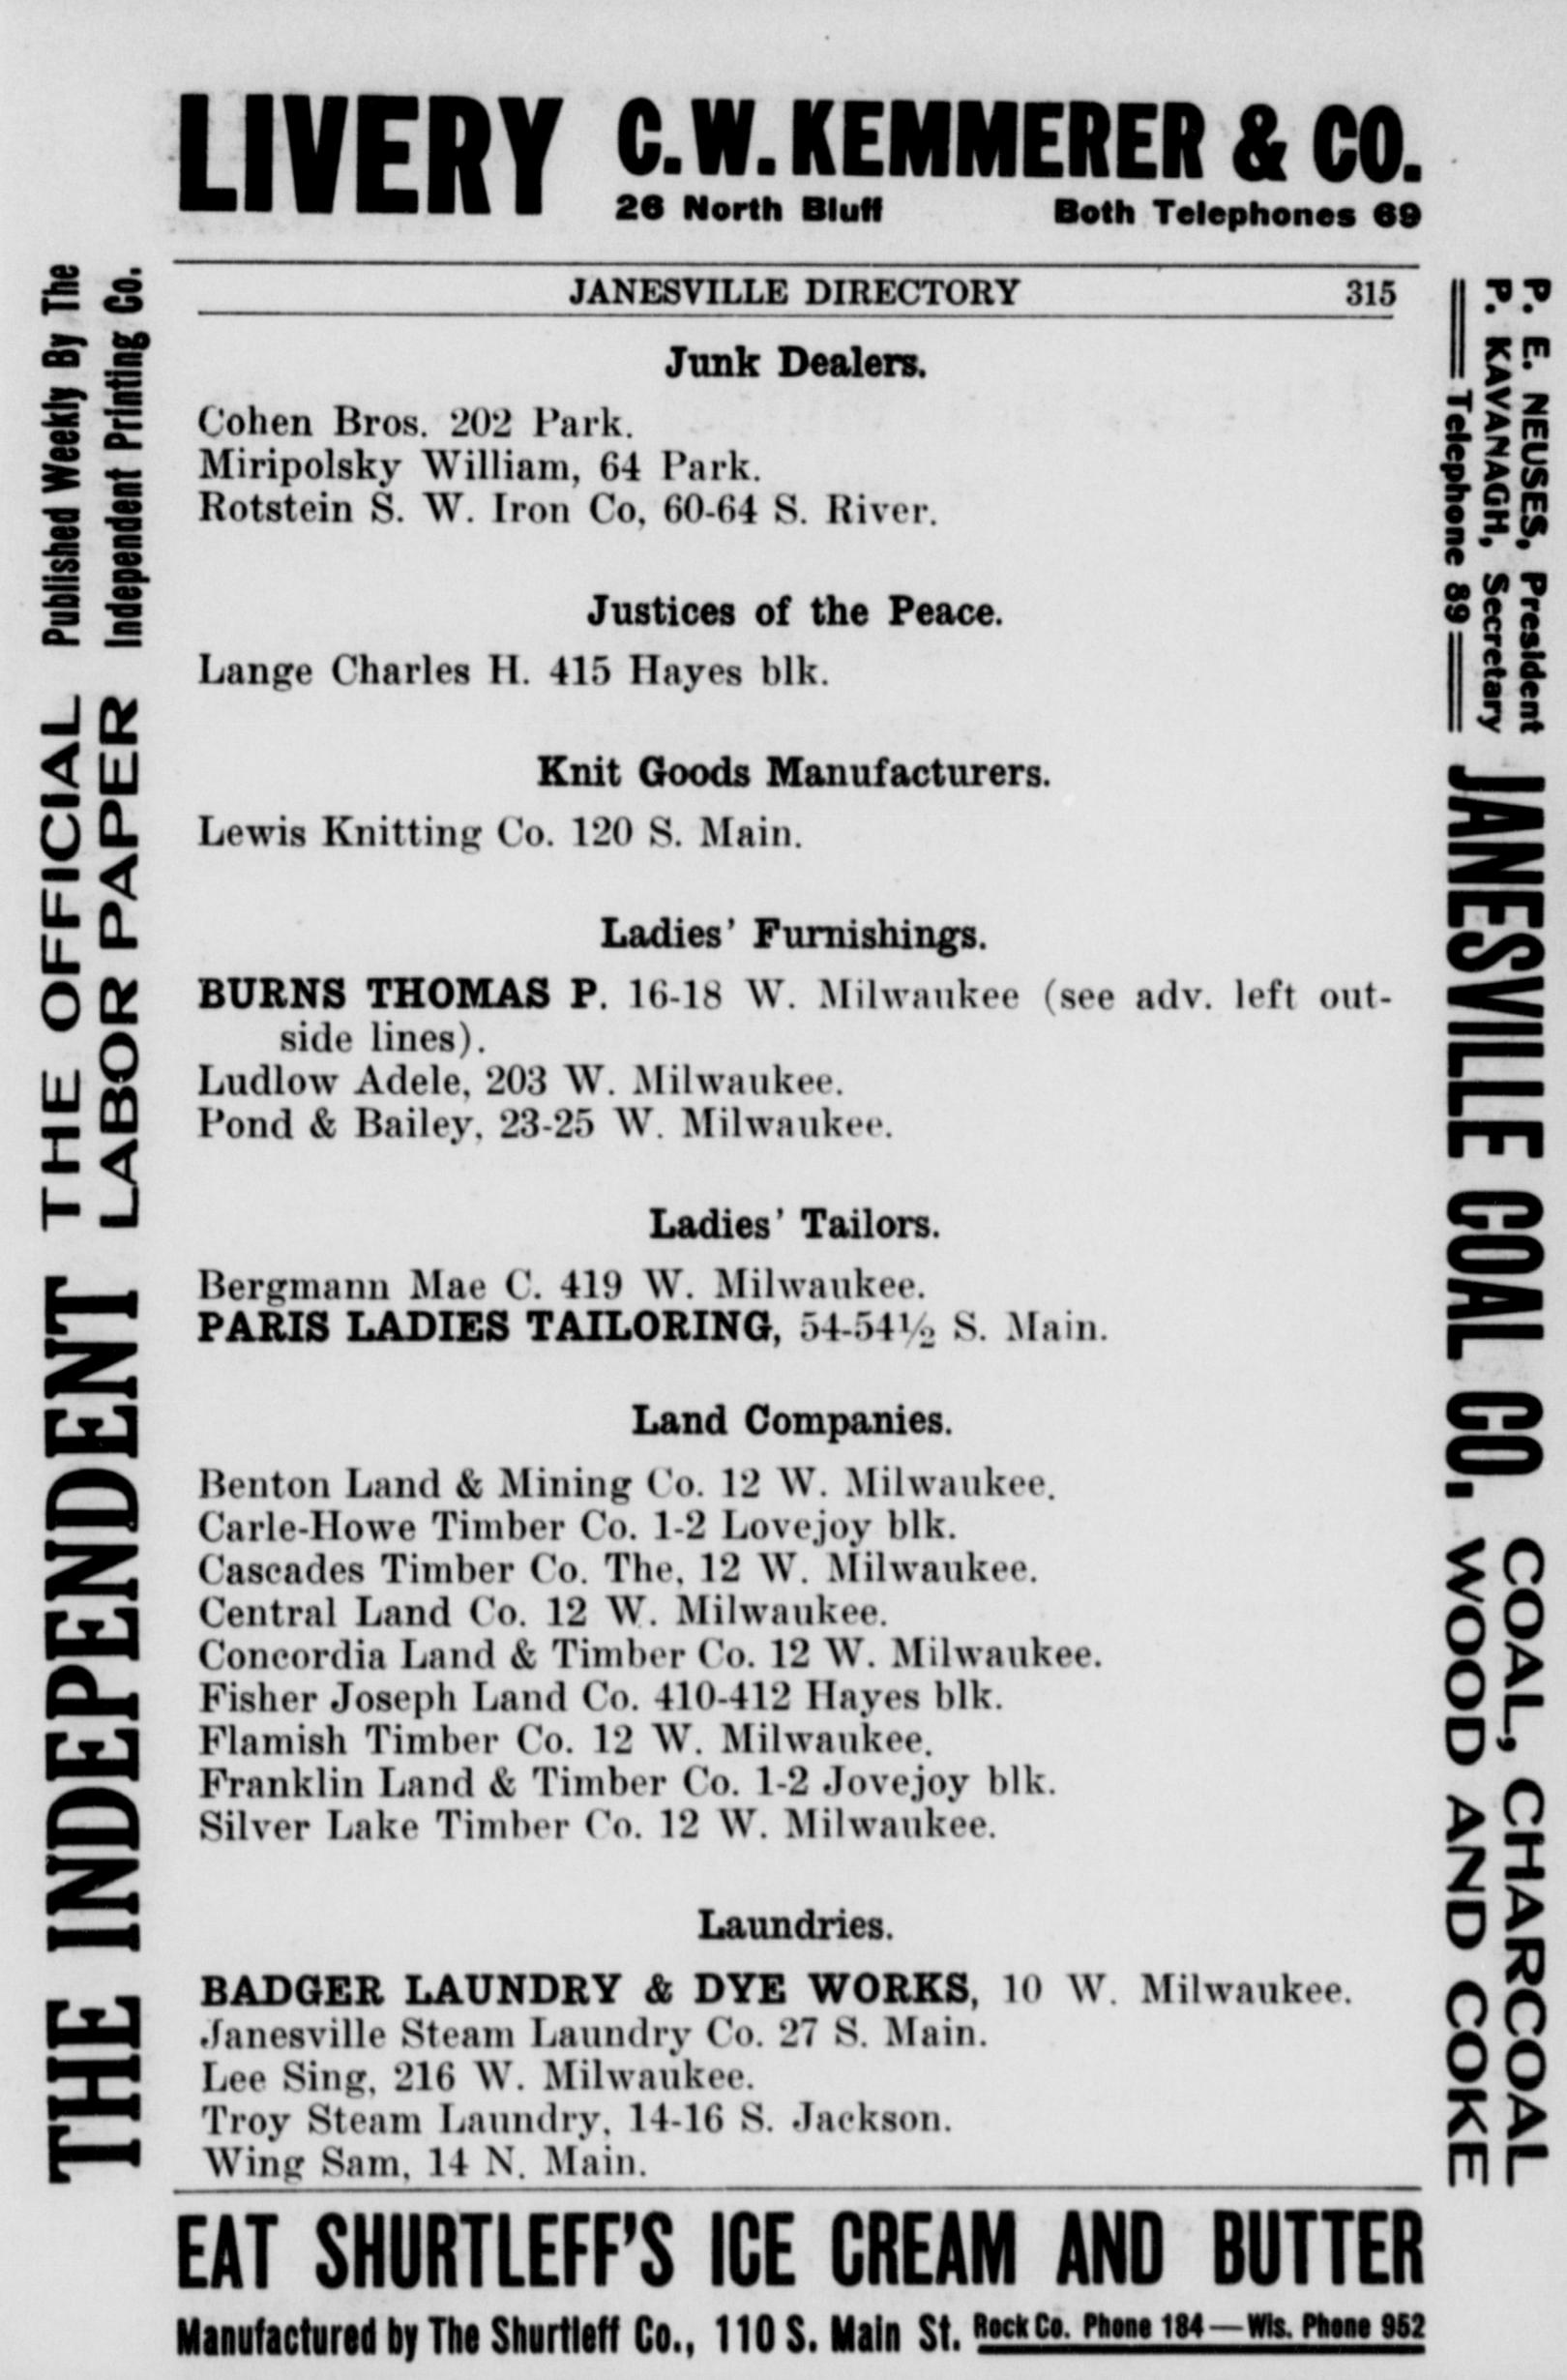 LIVERY C.W. KEMMERER & CO.
26 North Bluff Both Telephones 69
JANESVILLE DIRECTORY 315
Junk Dealers.
Cohen Bros. 202 Park.
Miripolsky William, 64 Park.
Rotstein S. W. Iron Co, 60-64 S. River.
Justices of the Peace.
Lange Charles H. 415 Hayes blk.
Knit Goods Manufacturers.
Lewis Knitting Co. 120 S. Main.
Ladies' Furnishings.
BURNS THOMAS P. 16-18 W. Milwaukee (see adv. left out-
side lines).
Ludlow Adele, 203 W. Milwaukee.
Pond & Bailey, 23-25 W. Milwaukee.
Ladies' Tailors.
Bergmann Mae C. 419 W. Milwaukee.
PARIS LADIES TAILORING, 54-54½ S. Main.
Land Companies.
Benton Land & Mining Co. 12 W. Milwaukee.
Carle-Howe Timber Co. 1-2 Lovejoy blk.
Cascades Timber Co. The, 12 W. Milwaukee.
Central Land Co. 12 W. Milwaukee.
Concordia Land & Timber Co. 12 W. Milwaukee.
Fisher Joseph Land Co. 410-412 Hayes blk.
Flamish Timber Co. 12 W. Milwaukee.
Franklin Land & Timber Co. 1-2 Jovejoy blk.
Silver Lake Timber Co. 12 W. Milwaukee.
Laundries.
BADGER LAUNDRY & DYE WORKS, 10 W. Milwaukee.
Janesville Steam Laundry Co. 27 S. Main.
Lee Sing, 216 W. Milwaukee.
Troy Steam Laundry, 14-16 S. Jackson.
Wing Sam, 14 N. Main.
EAT SHURTLEFF'S ICE CREAM AND BUTTER
Manufactured by The Shurtleff Co., 110 S. Main St. Rock Co. Phone 184—Wis. Phone 952
THE INDEPENDENT
THE OFFICIAL
LABOR PAPER
Published Weekly By The
Independent Printing Co.
P. E. NEUSES, President
P. KAVANAGH, Secretary
Telephone 89
JANESVILLE COAL CO.
COAL, CHARCOAL
WOOD AND COKE